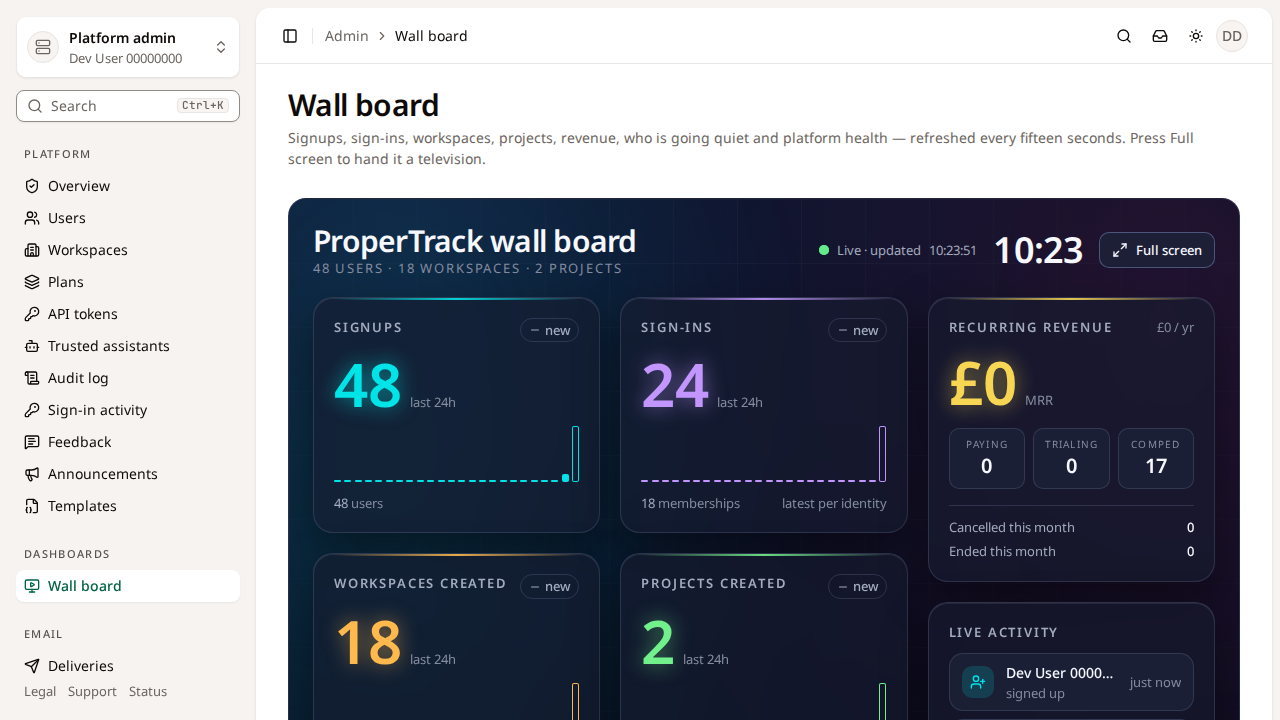 Platform admin
Dev User 00000000
Search
Ctrl+K
PLATFORM
Overview
Users
Workspaces
Plans
API tokens
Trusted assistants
Audit log
Sign-in activity
Feedback
Announcements
Templates
DASHBOARDS
Wall board
EMAIL
Deliveries
Legal Support Status
Admin > Wall board
DD
Wall board
Signups, sign-ins, workspaces, projects, revenue, who is going quiet and platform health — refreshed every fifteen seconds. Press Full
screen to hand it a television.
ProperTrack wall board
48 USERS · 18 WORKSPACES · 2 PROJECTS
Live · updated 10:23:51
10:23
Full screen
SIGNUPS
— new
48 last 24h
48 users
SIGN-INS
— new
24 last 24h
18 memberships latest per identity
RECURRING REVENUE £0 / yr
£0 MRR
PAYING
0
TRIALING
0
COMPED
17
Cancelled this month 0
Ended this month 0
WORKSPACES CREATED
— new
18 last 24h
PROJECTS CREATED
— new
2 last 24h
LIVE ACTIVITY
Dev User 0000...
signed up
just now